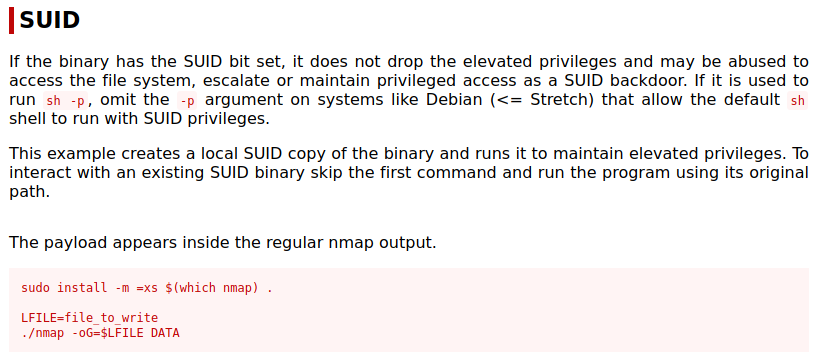 SUID
If the binary has the SUID bit set, it does not drop the elevated privileges and may be abused to
access the file system, escalate or maintain privileged access as a SUID backdoor. If it is used to
run sh -p, omit the -p argument on systems like Debian (<= Stretch) that allow the default sh
shell to run with SUID privileges.
This example creates a local SUID copy of the binary and runs it to maintain elevated privileges. To
interact with an existing SUID binary skip the first command and run the program using its original
path.
The payload appears inside the regular nmap output.
sudo install -m =xs $(which nmap) .
LFILE=file_to_write
./nmap -oG=$LFILE DATA